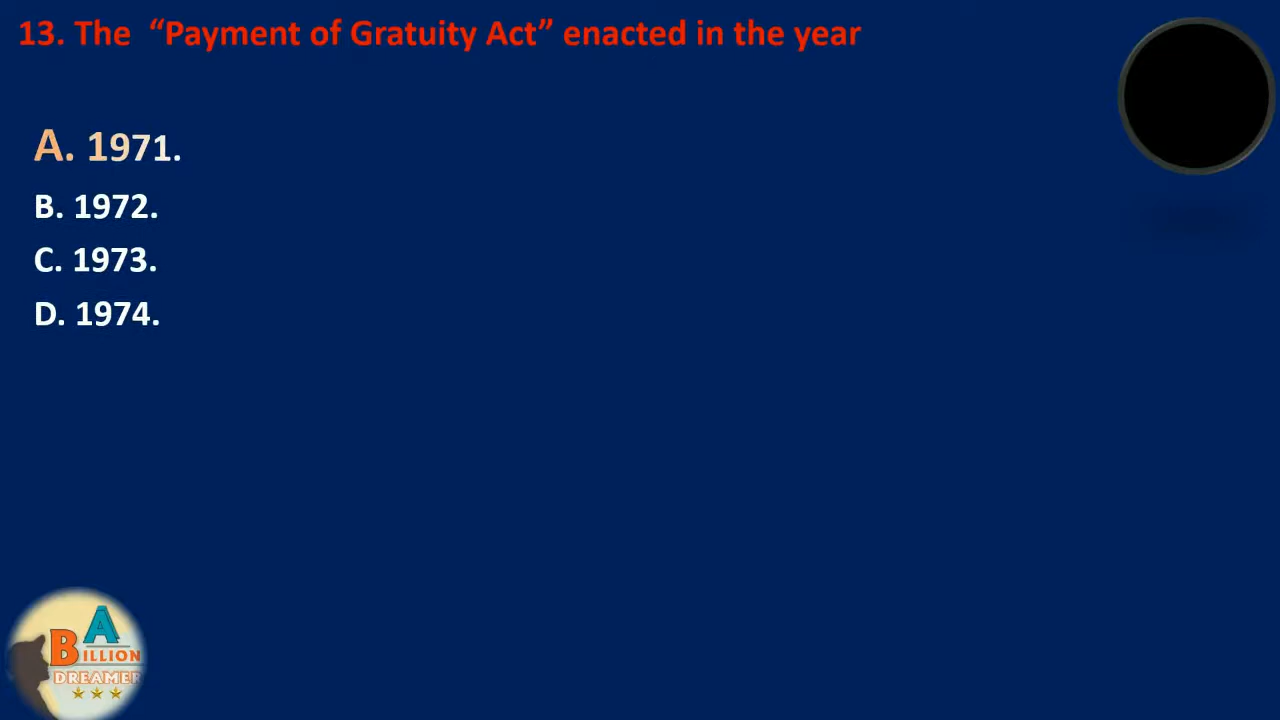 13. The “Payment of Gratuity Act” enacted in the year
A. 1971.
B. 1972.
C. 1973.
D. 1974.
A
BILLION
DREAMER